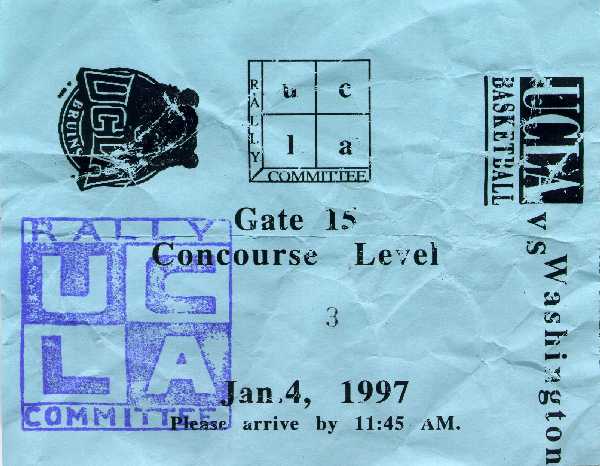 UCLA
BRUINS
RALLY
u c
l a
COMMITTEE
UCLA
BASKETBALL
vs Washington
Gate 15
Concourse Level
3
Jan.4, 1997
Please arrive by 11:45 AM.
RALLY
UC
LA
COMMITTEE